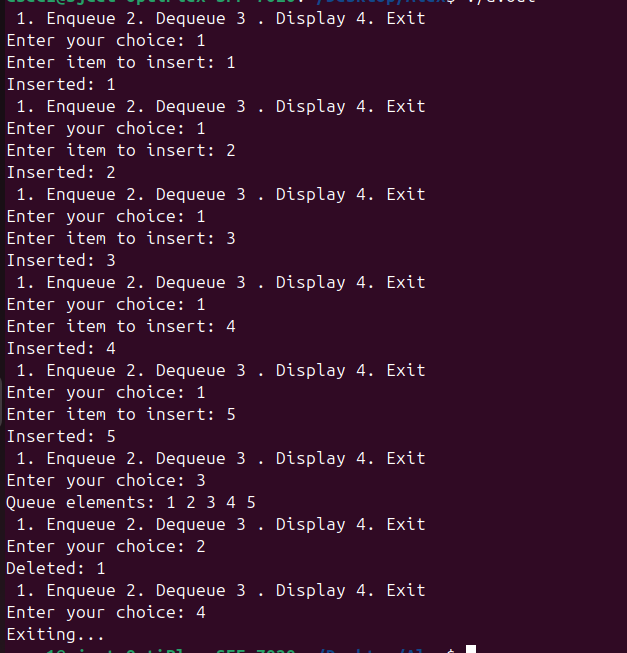 1. Enqueue 2. Dequeue 3 . Display 4. Exit
Enter your choice: 1
Enter item to insert: 1
Inserted: 1
 1. Enqueue 2. Dequeue 3 . Display 4. Exit
Enter your choice: 1
Enter item to insert: 2
Inserted: 2
 1. Enqueue 2. Dequeue 3 . Display 4. Exit
Enter your choice: 1
Enter item to insert: 3
Inserted: 3
 1. Enqueue 2. Dequeue 3 . Display 4. Exit
Enter your choice: 1
Enter item to insert: 4
Inserted: 4
 1. Enqueue 2. Dequeue 3 . Display 4. Exit
Enter your choice: 1
Enter item to insert: 5
Inserted: 5
 1. Enqueue 2. Dequeue 3 . Display 4. Exit
Enter your choice: 3
Queue elements: 1 2 3 4 5
 1. Enqueue 2. Dequeue 3 . Display 4. Exit
Enter your choice: 2
Deleted: 1
 1. Enqueue 2. Dequeue 3 . Display 4. Exit
Enter your choice: 4
Exiting...